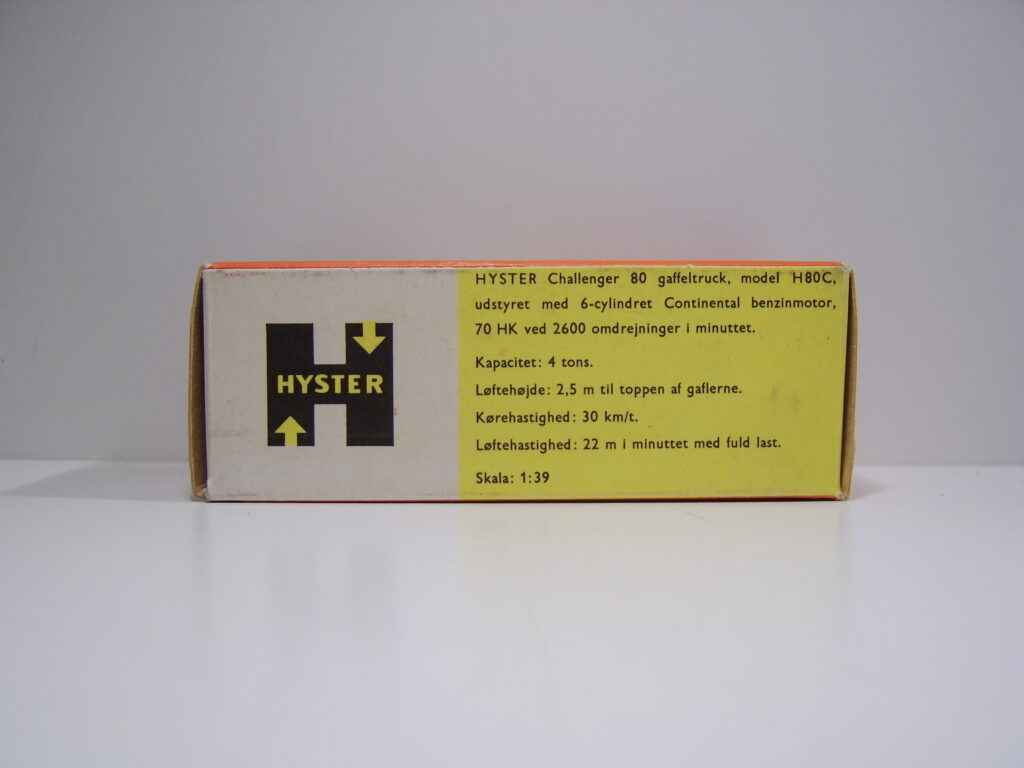 HYSTER
HYSTER Challenger 80 gaffeltruck, model H80C,
udstyret med 6-cylindret Continental benzinmotor,
70 HK ved 2600 omdrejninger i minuttet.
Kapacitet: 4 tons.
Løftehøjde: 2,5 m til toppen af gaflerne.
Kørehastighed: 30 km/t.
Løftehastighed: 22 m i minuttet med fuld last.
Skala: 1:39